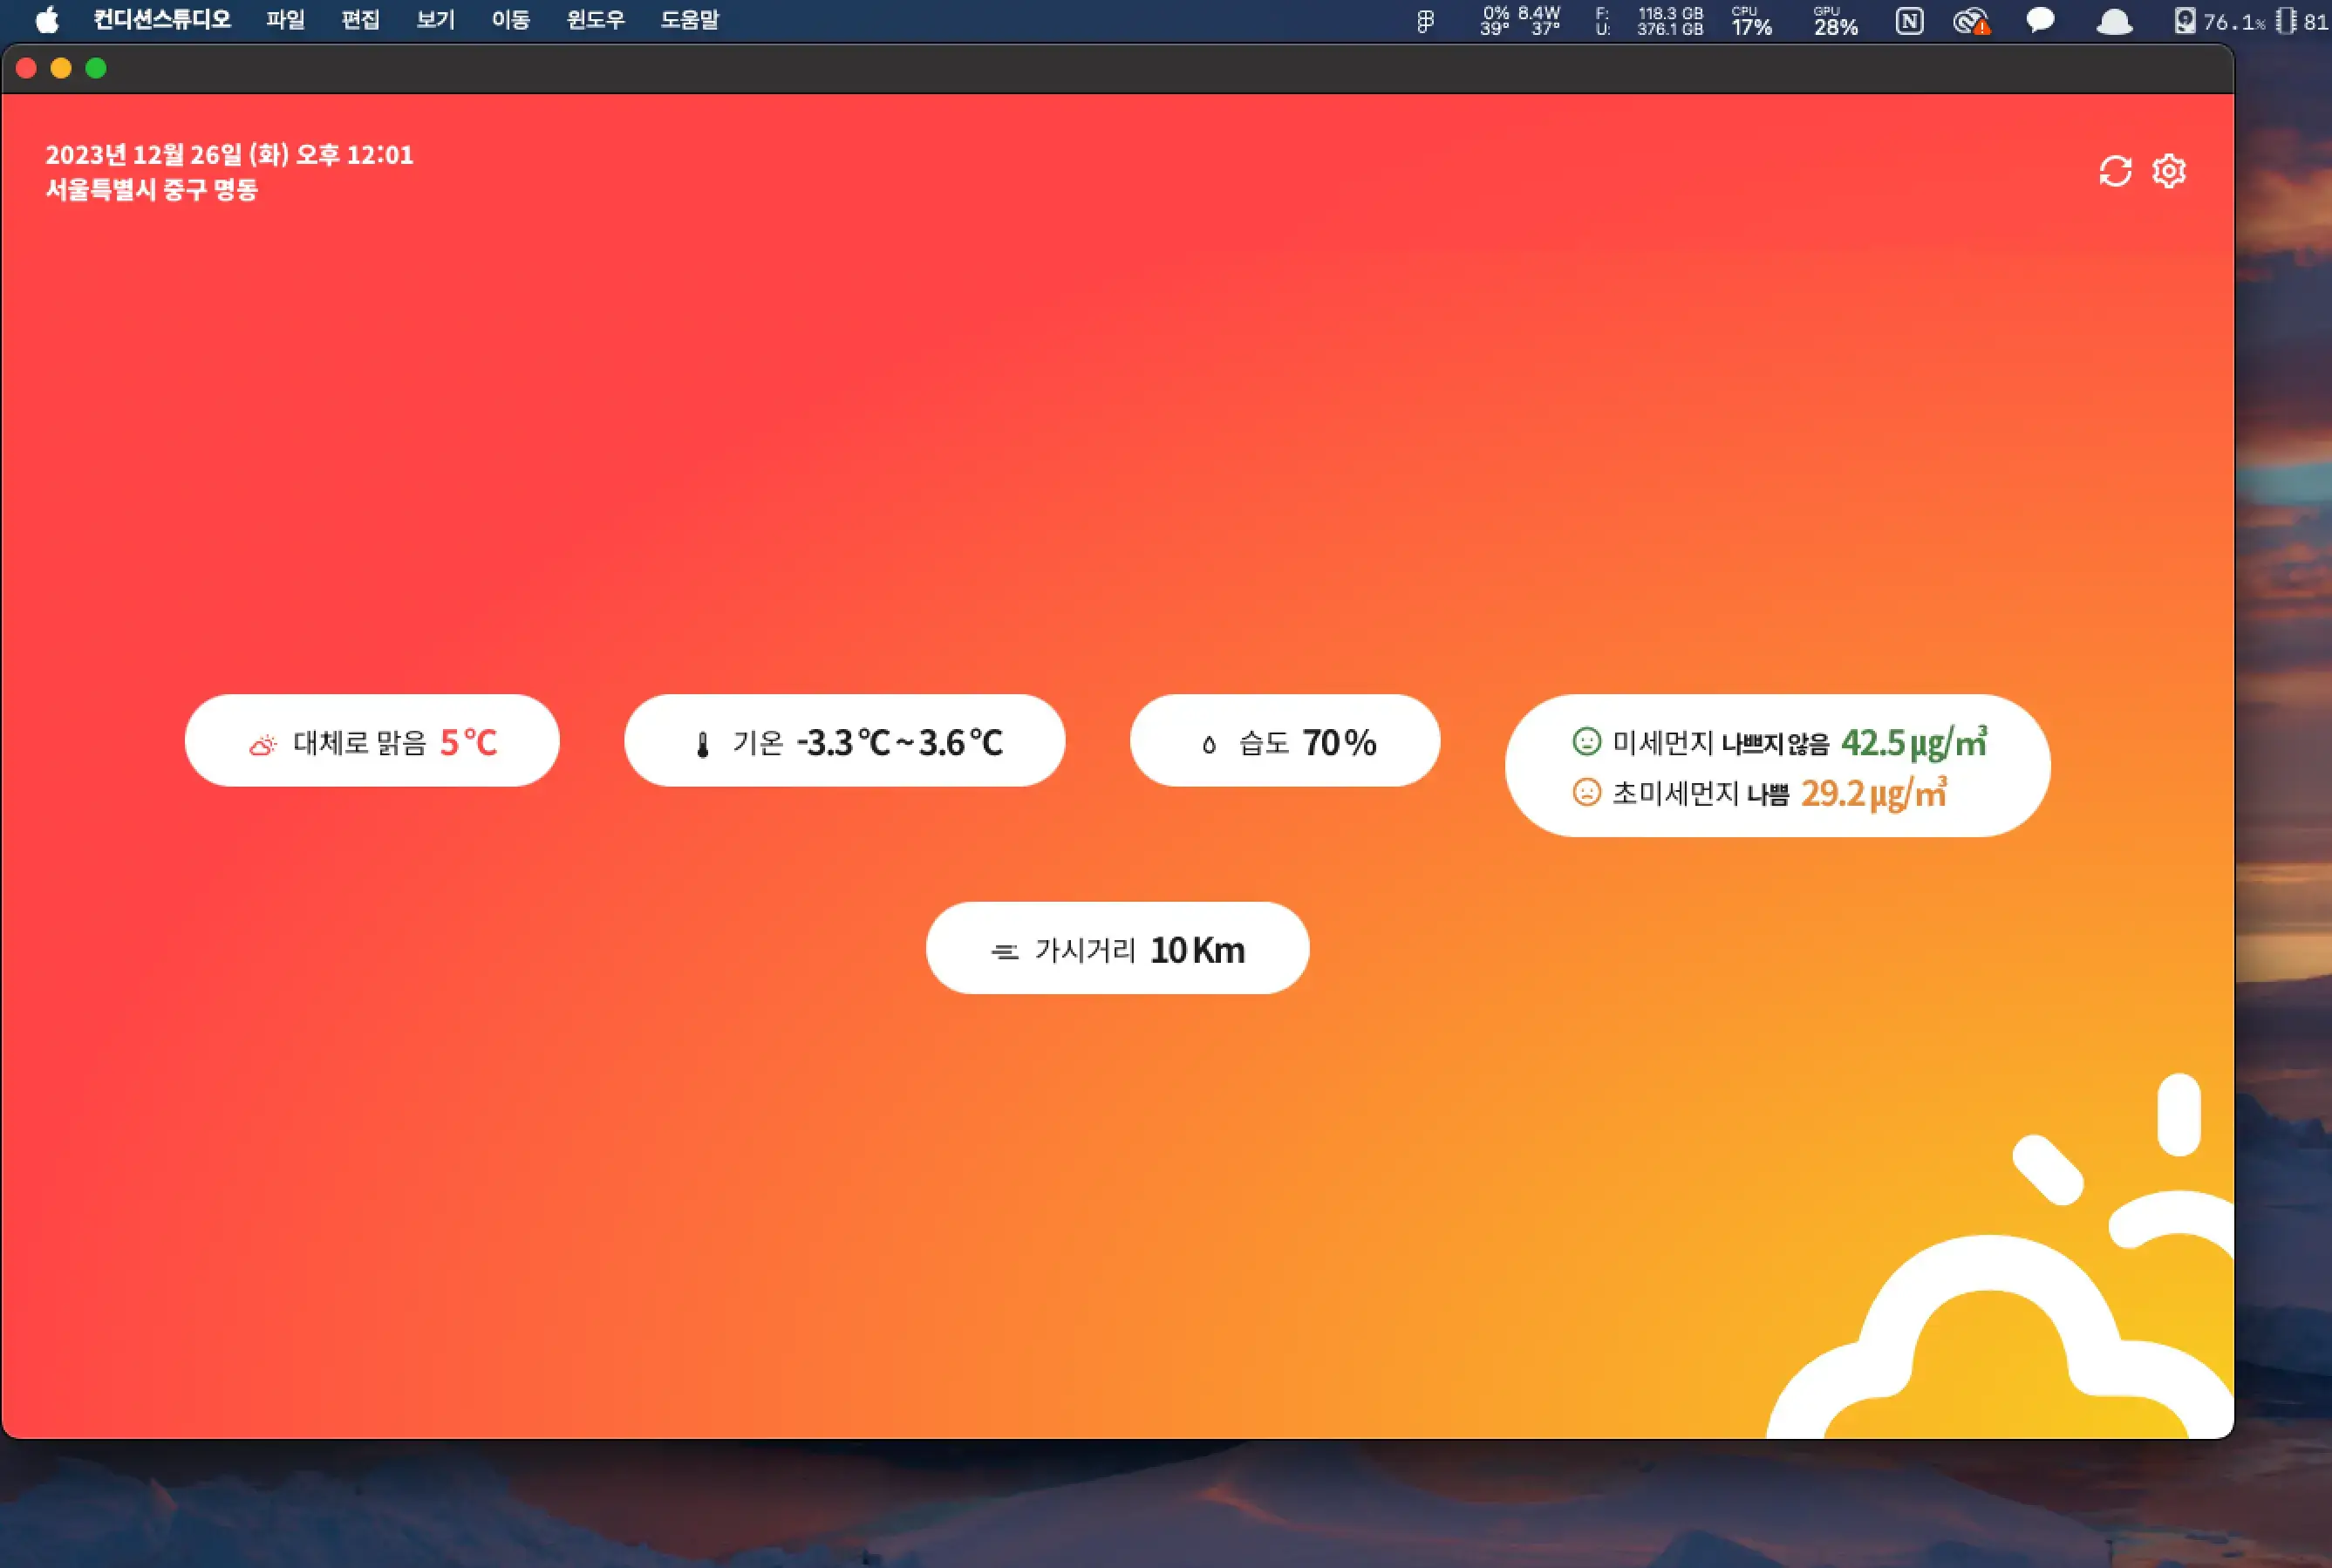 컨디션스튜디오 파일 편집 보기 이동 윈도우 도움말
0% 8.4W F: 118.3 GB CPU GPU
39° 37° U: 376.1 GB 17% 28% N 76.1% 81
2023년 12월 26일 (화) 오후 12:01
서울특별시 중구 명동
대체로 맑음 5℃
기온 -3.3℃ ~ 3.6℃
습도 70%
미세먼지 나쁘지않음 42.5㎍/㎥
초미세먼지 나쁨 29.2㎍/㎥
가시거리 10Km